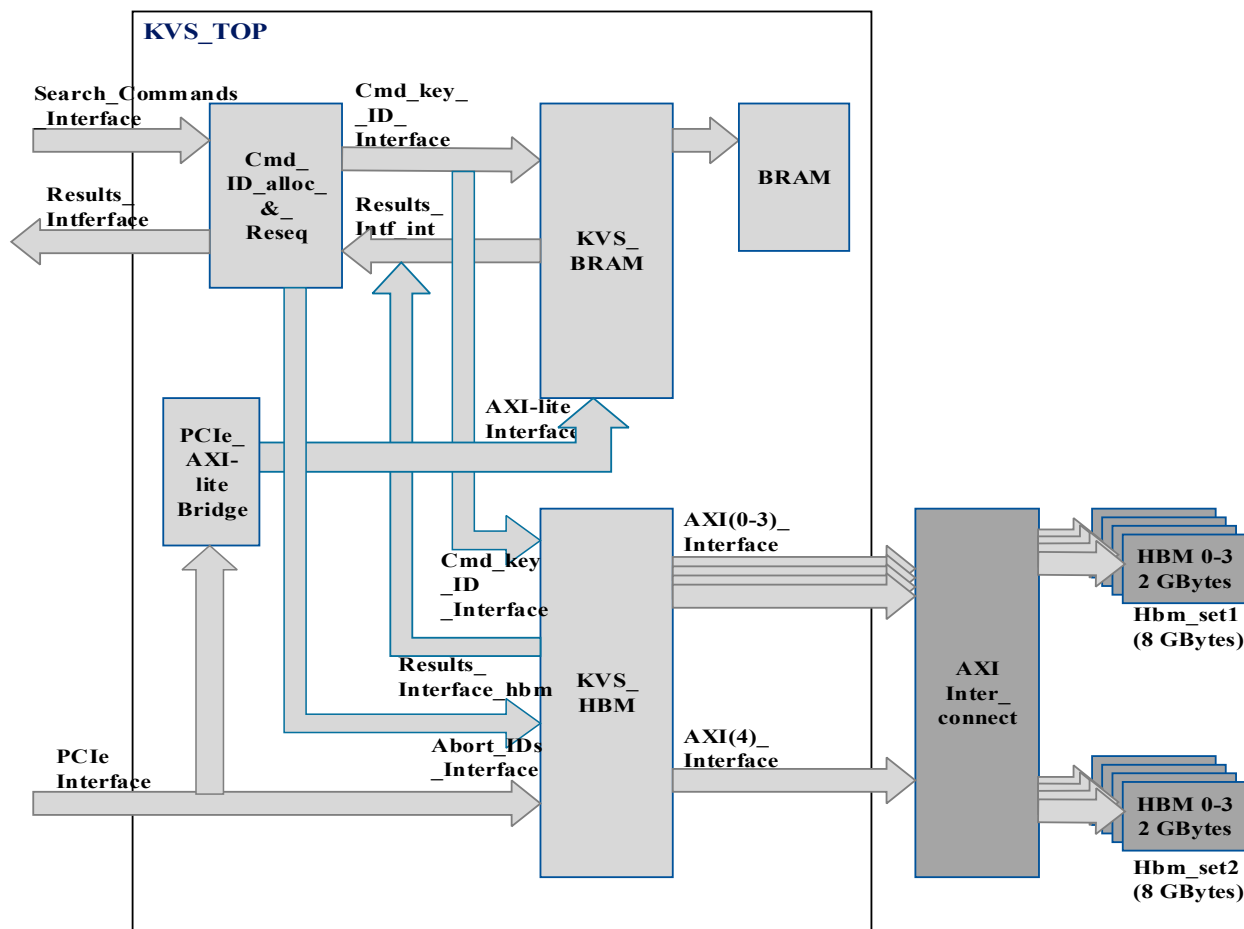 KVS_TOP
Search_Commands
_Interface
Results_
Intferface
Cmd_
ID_alloc_
&_
Reseq
Cmd_key_
_ID_
Interface
Results_
Intf_int
KVS_
BRAM
BRAM
PCIe_
AXI-
lite
Bridge
AXI-lite
Interface
Cmd_key
_ID
_Interface
Results_
Interface_hbm
Abort_IDs
_Interface
PCIe
Interface
KVS_
HBM
AXI(0-3)_
Interface
AXI(4)_
Interface
AXI
Inter_
connect
HBM 0-3
2 GBytes
Hbm_set1
(8 GBytes)
HBM 0-3
2 GBytes
Hbm_set2
(8 GBytes)